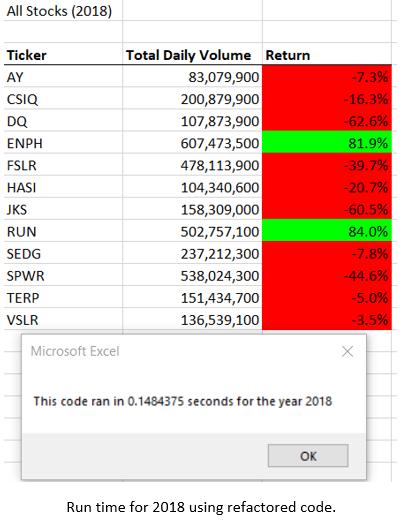 All Stocks (2018)
Ticker Total Daily Volume Return
AY 83,079,900 -7.3%
CSIQ 200,879,900 -16.3%
DQ 107,873,900 -62.6%
ENPH 607,473,500 81.9%
FSLR 478,113,900 -39.7%
HASI 104,340,600 -20.7%
JKS 158,309,000 -60.5%
RUN 502,757,100 84.0%
SEDG 237,212,300 -7.8%
SPWR 538,024,300 -44.6%
TERP 151,434,700 -5.0%
VSLR 136,539,100 -3.5%
Microsoft Excel
This code ran in 0.1484375 seconds for the year 2018
OK
Run time for 2018 using refactored code.